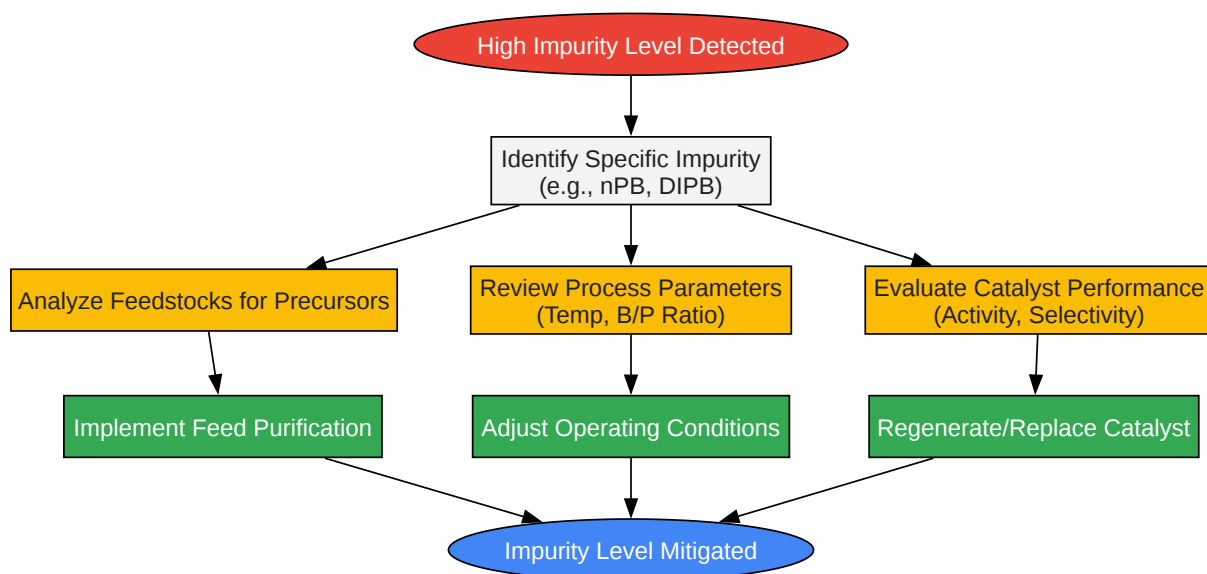 High Impurity Level Detected
Identify Specific Impurity
(e.g., nPB, DIPB)
Analyze Feedstocks for Precursors
Review Process Parameters
(Temp, B/P Ratio)
Evaluate Catalyst Performance
(Activity, Selectivity)
Implement Feed Purification
Adjust Operating Conditions
Regenerate/Replace Catalyst
Impurity Level Mitigated